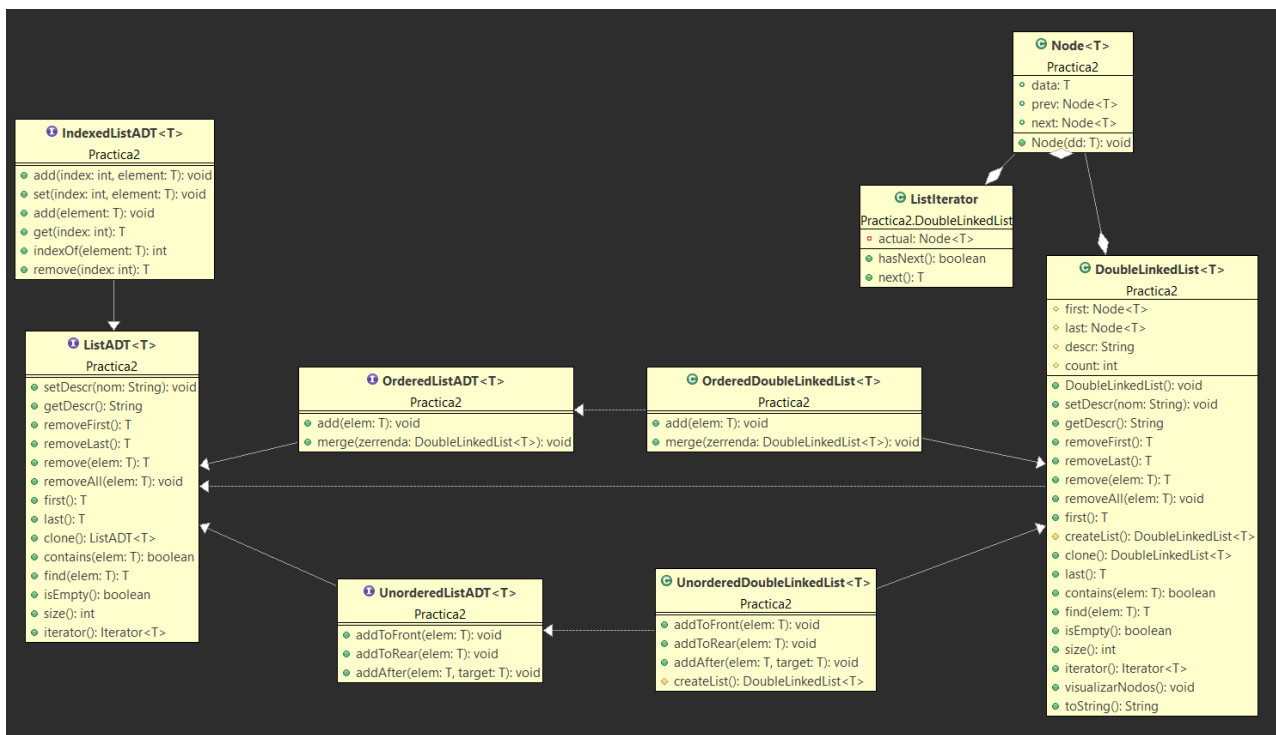 Node<T>
Practica2
data: T
prev: Node<T>
next: Node<T>
Node(dd: T): void
IndexedListADT<T>
Practica2
add(index: int, element: T): void
set(index: int, element: T): void
add(element: T): void
get(index: int): T
indexOf(element: T): int
remove(index: int): T
ListIterator
Practica2.DoubleLinkedList
actual: Node<T>
hasNext(): boolean
next(): T
ListADT<T>
Practica2
setDescr(nom: String): void
getDescr(): String
removeFirst(): T
removeLast(): T
remove(elem: T): T
removeAll(elem: T): void
first(): T
last(): T
clone(): ListADT<T>
contains(elem: T): boolean
find(elem: T): T
isEmpty(): boolean
size(): int
iterator(): Iterator<T>
OrderedListADT<T>
Practica2
add(elem: T): void
merge(zerrenda: DoubleLinkedList<T>): void
OrderedDoubleLinkedList<T>
Practica2
add(elem: T): void
merge(zerrenda: DoubleLinkedList<T>): void
UnorderedListADT<T>
Practica2
addToFront(elem: T): void
addToRear(elem: T): void
addAfter(elem: T, target: T): void
UnorderedDoubleLinkedList<T>
Practica2
addToFront(elem: T): void
addToRear(elem: T): void
addAfter(elem: T, target: T): void
createList(): DoubleLinkedList<T>
DoubleLinkedList<T>
Practica2
first: Node<T>
last: Node<T>
descr: String
count: int
DoubleLinkedList(): void
setDescr(nom: String): void
getDescr(): String
removeFirst(): T
removeLast(): T
remove(elem: T): T
removeAll(elem: T): void
first(): T
createList(): DoubleLinkedList<T>
clone(): DoubleLinkedList<T>
last(): T
contains(elem: T): boolean
find(elem: T): T
isEmpty(): boolean
size(): int
iterator(): Iterator<T>
visualizarNodos(): void
toString(): String